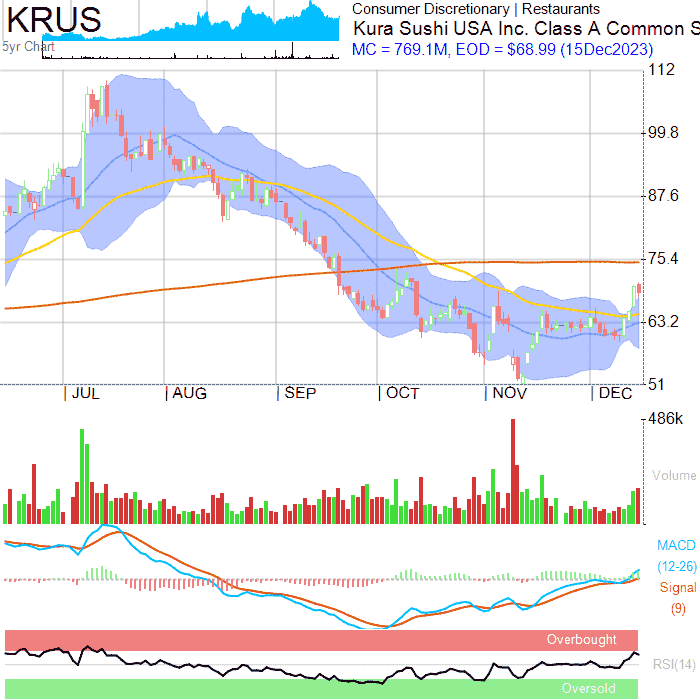 KRUS
5yr Chart
Consumer Discretionary | Restaurants
Kura Sushi USA Inc. Class A Common S
MC = 769.1M, EOD = $68.99 (15Dec2023)
112
99.8
87.6
75.4
63.2
51
JUL
AUG
SEP
OCT
NOV
DEC
486k
Volume
MACD
(12-26)
Signal
(9)
Overbought
RSI(14)
Oversold